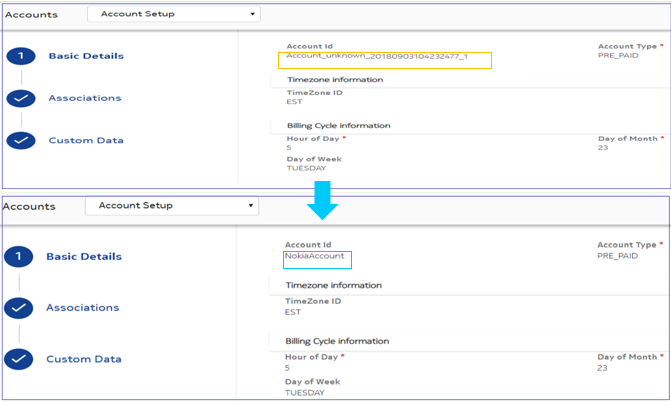 Accounts Account Setup
Account Id Account Type *
1 Basic Details Account_unknown_20180903104232477_1 PRE_PAID
Timezone information
Associations TimeZone ID
EST
Billing Cycle information
Custom Data Hour of Day * Day of Month *
5 23
Day of Week
TUESDAY
Accounts Account Setup
Account Id Account Type *
1 Basic Details NokiaAccount PRE_PAID
Timezone information
Associations TimeZone ID
EST
Billing Cycle information
Custom Data Hour of Day * Day of Month *
5 23
Day of Week
TUESDAY